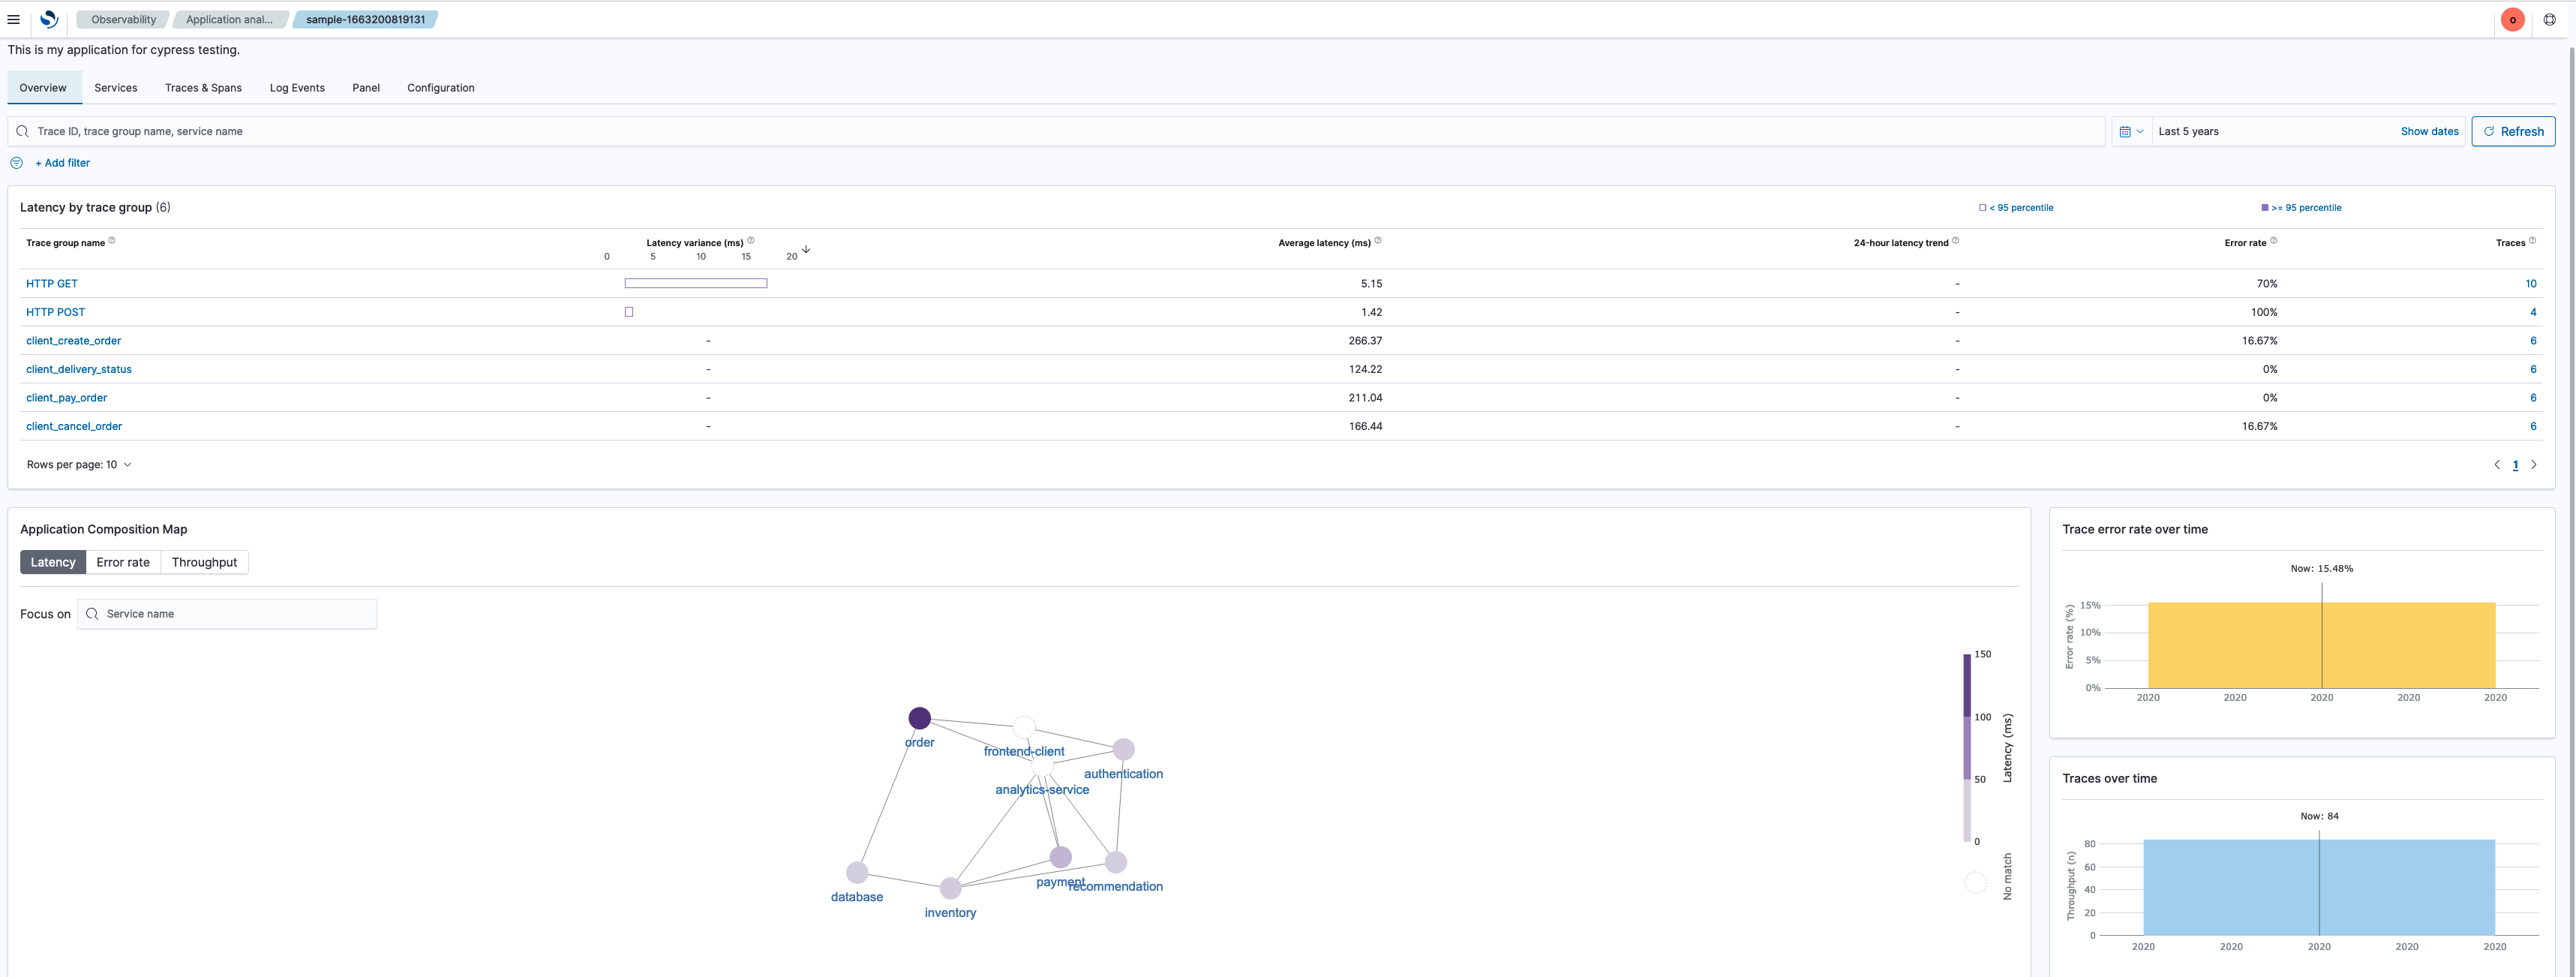 Observability Application anal... sample-1663200819131 o
This is my application for cypress testing.
Overview Services Traces & Spans Log Events Panel Configuration
Trace ID, trace group name, service name Last 5 years Show dates Refresh
+ Add filter
Latency by trace group (6) < 95 percentile >= 95 percentile
Trace group name Latency variance (ms) Average latency (ms) 24-hour latency trend Error rate Traces
0 5 10 15 20
HTTP GET 5.15 - 70% 10
HTTP POST 1.42 - 100% 4
client_create_order - 266.37 - 16.67% 6
client_delivery_status - 124.22 - 0% 6
client_pay_order - 211.04 - 0% 6
client_cancel_order - 166.44 - 16.67% 6
Rows per page: 10 1
Application Composition Map
Latency Error rate Throughput
Focus on Service name
order
frontend-client
authentication
analytics-service
payment
recommendation
database
inventory
150
100
50
0
Latency (ms)
No match
Trace error rate over time
Now: 15.48%
15%
10%
5%
0%
Error rate (%)
2020 2020 2020 2020 2020
Traces over time
Now: 84
80
60
40
20
0
Throughput (n)
2020 2020 2020 2020 2020